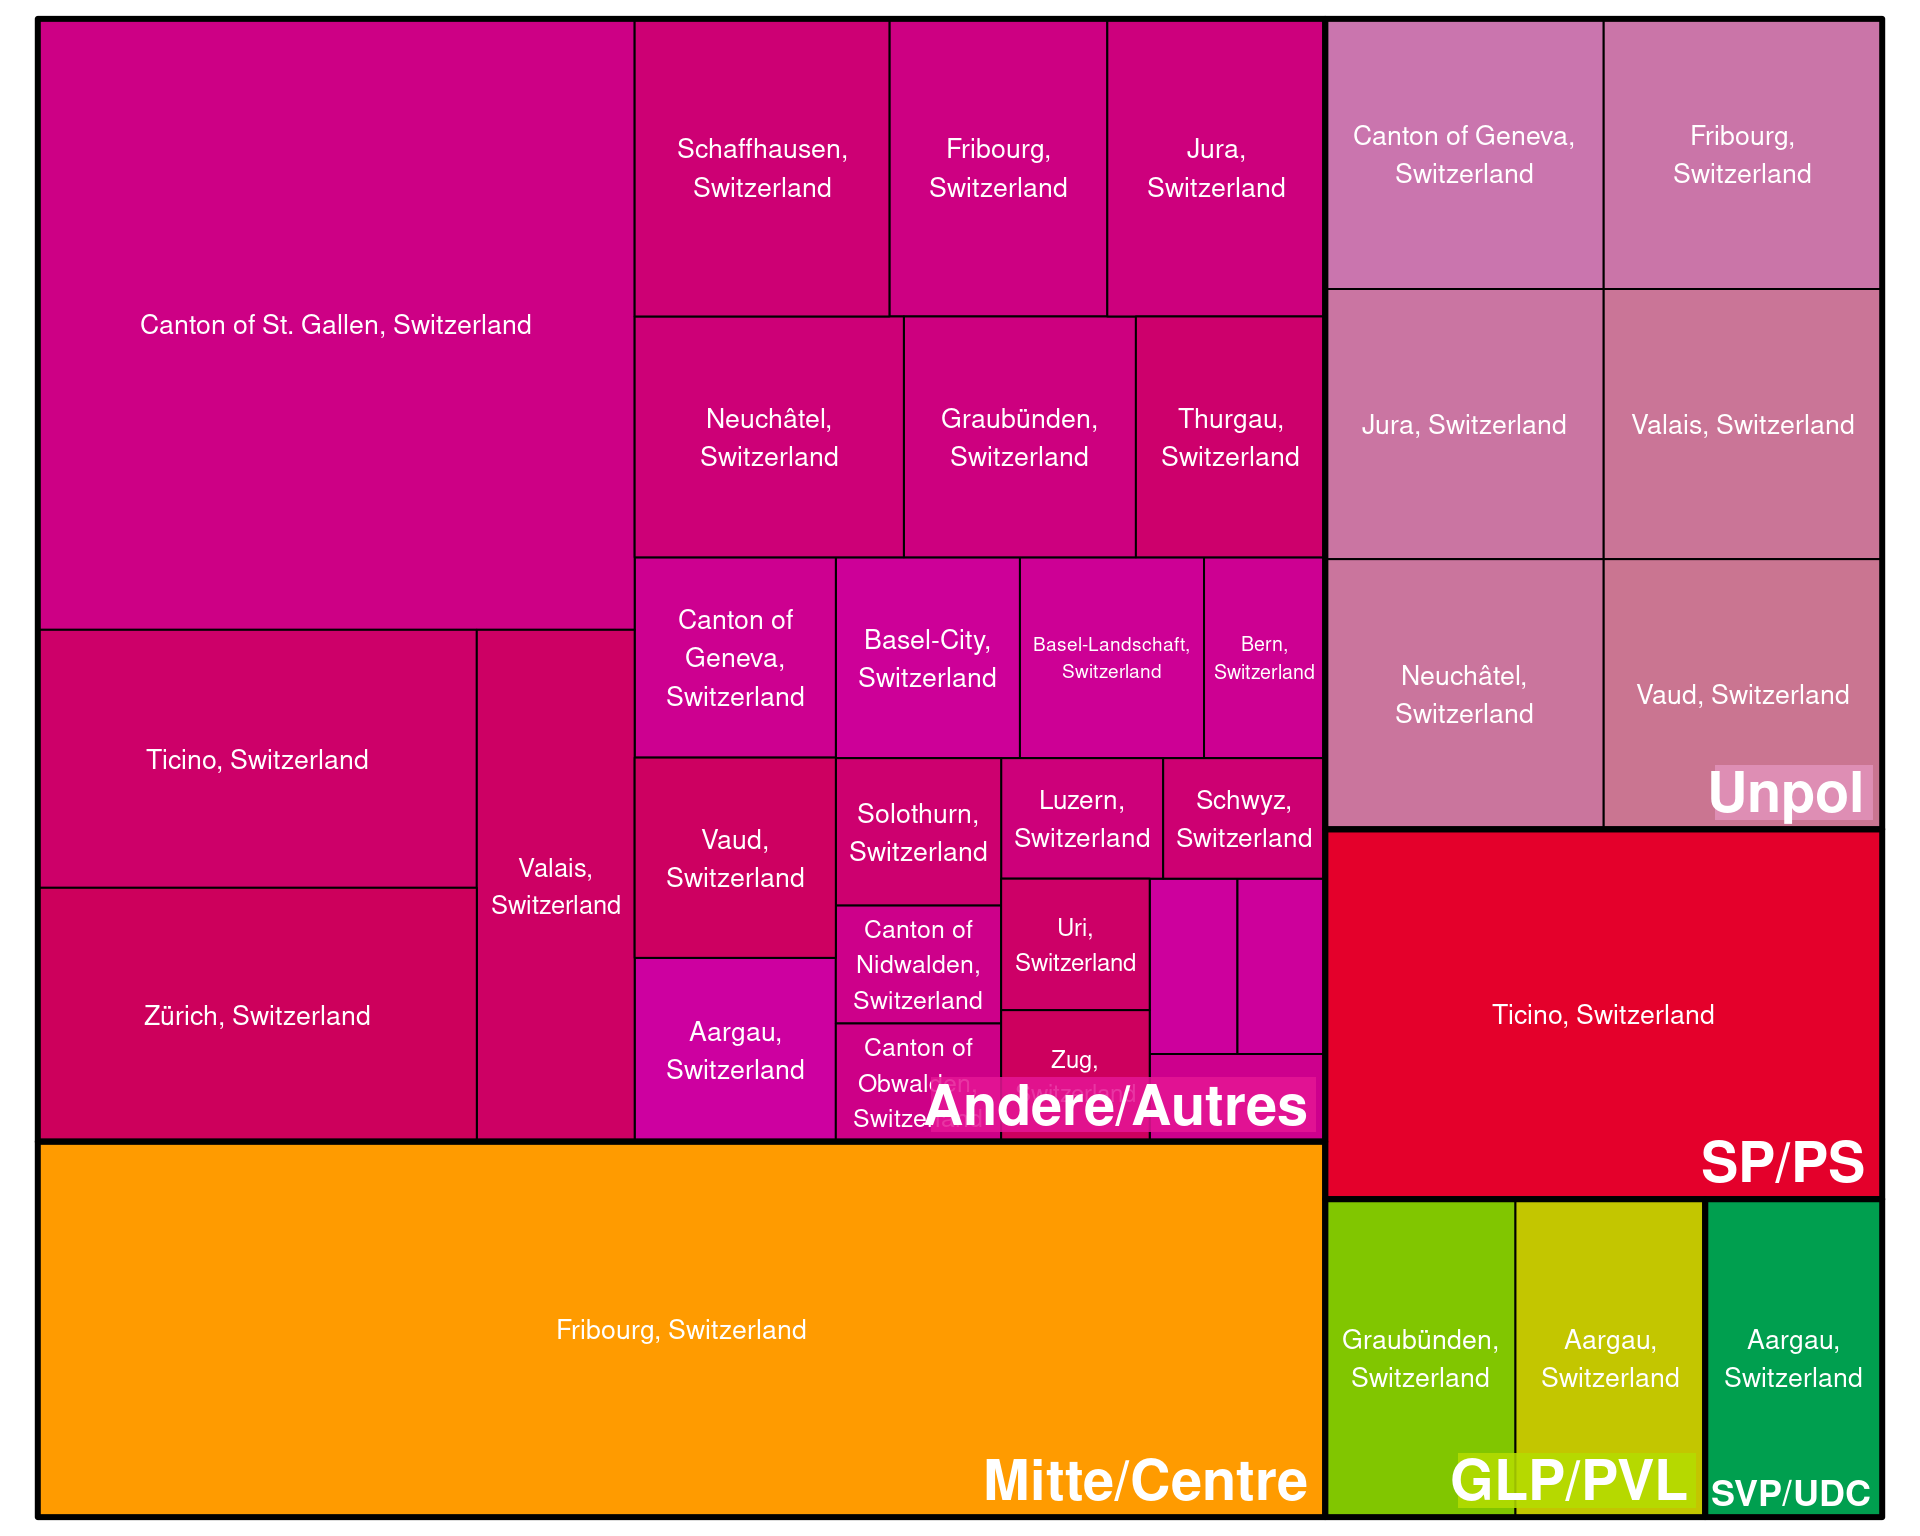 Canton of St. Gallen, Switzerland
Schaffhausen,
Switzerland
Fribourg,
Switzerland
Jura,
Switzerland
Neuchâtel,
Switzerland
Graubünden,
Switzerland
Thurgau,
Switzerland
Ticino, Switzerland
Zürich, Switzerland
Valais,
Switzerland
Canton of
Geneva,
Switzerland
Basel-City,
Switzerland
Basel-Landschaft,
Switzerland
Bern,
Switzerland
Vaud,
Switzerland
Aargau,
Switzerland
Solothurn,
Switzerland
Luzern,
Switzerland
Schwyz,
Switzerland
Canton of
Nidwalden,
Switzerland
Uri,
Switzerland
Canton of
Obwalden,
Switzerland
Zug,
Switzerland
Andere/Autres
Fribourg, Switzerland
Mitte/Centre
Canton of Geneva,
Switzerland
Fribourg,
Switzerland
Jura, Switzerland
Valais, Switzerland
Neuchâtel,
Switzerland
Vaud, Switzerland
Unpol
Ticino, Switzerland
SP/PS
Graubünden,
Switzerland
Aargau,
Switzerland
GLP/PVL
Aargau,
Switzerland
SVP/UDC